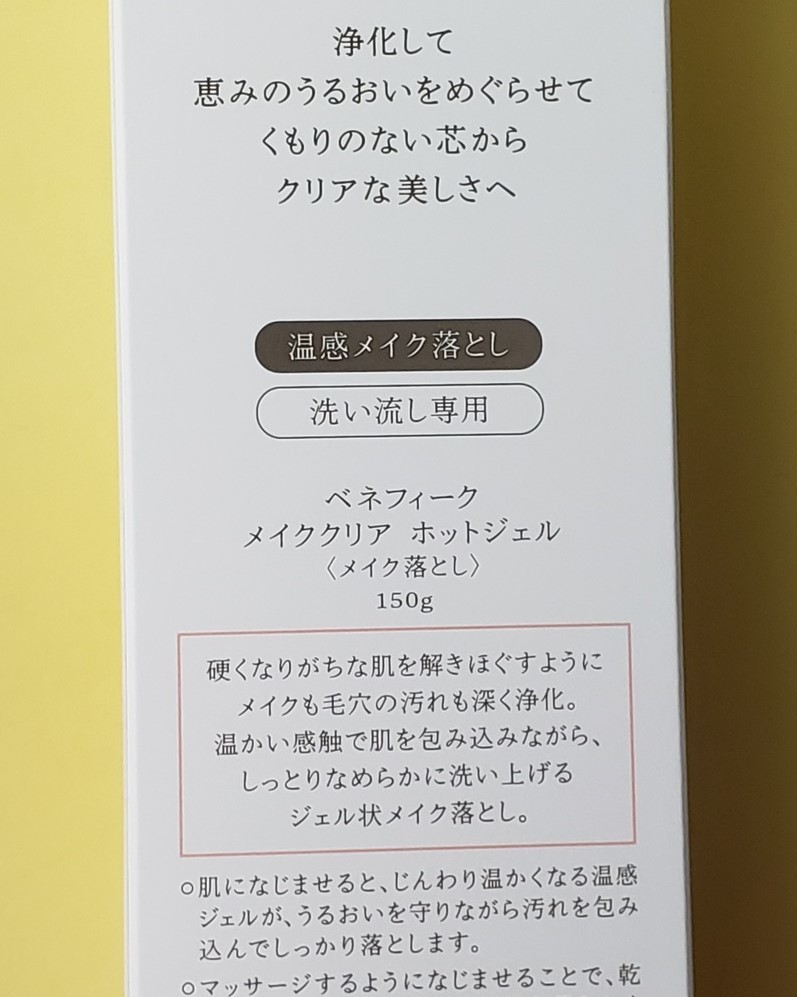 浄化して
恵みのうるおいをめぐらせて
くもりのない芯から
クリアな美しさへ
温感メイク落とし
洗い流し専用
ベネフィーク
メイククリア ホットジェル
〈メイク落とし〉
150g
硬くなりがちな肌を解きほぐすように
メイクも毛穴の汚れも深く浄化。
温かい感触で肌を包み込みながら、
しっとりなめらかに洗い上げる
ジェル状メイク落とし。
○肌になじませると、じんわり温かくなる温感
ジェルが、うるおいを守りながら汚れを包み
込んでしっかり落とします。
○マッサージするようになじませることで、乾